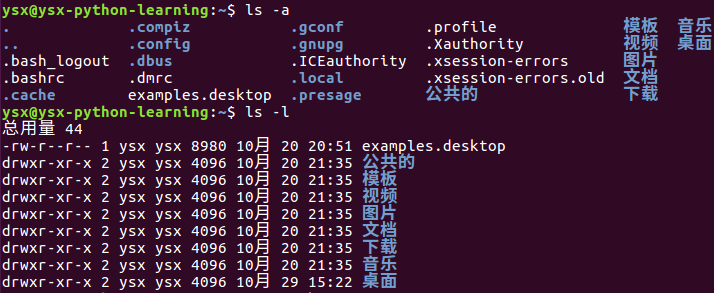 ysx@ysx-python-learning:~$ ls -a
.            .compiz           .gconf         .profile             模板  音乐
..           .config           .gnupg         .Xauthority          视频  桌面
.bash_logout .dbus             .ICEauthority  .xsession-errors     图片
.bashrc      .dmrc             .local         .xsession-errors.old 文档
.cache       examples.desktop  .presage       公共的               下载
ysx@ysx-python-learning:~$ ls -l
总用量 44
-rw-r--r-- 1 ysx ysx 8980 10月 20 20:51 examples.desktop
drwxr-xr-x 2 ysx ysx 4096 10月 20 21:35 公共的
drwxr-xr-x 2 ysx ysx 4096 10月 20 21:35 模板
drwxr-xr-x 2 ysx ysx 4096 10月 20 21:35 视频
drwxr-xr-x 2 ysx ysx 4096 10月 20 21:35 图片
drwxr-xr-x 2 ysx ysx 4096 10月 20 21:35 文档
drwxr-xr-x 2 ysx ysx 4096 10月 20 21:35 下载
drwxr-xr-x 2 ysx ysx 4096 10月 20 21:35 音乐
drwxr-xr-x 2 ysx ysx 4096 10月 29 15:22 桌面